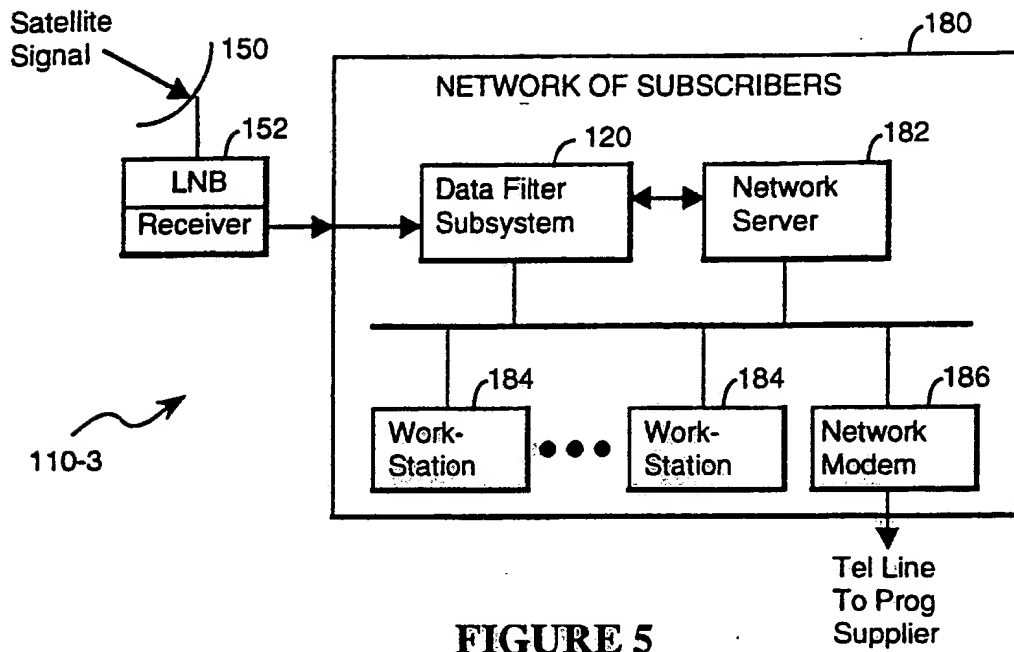 Satellite
Signal
150
180
NETWORK OF SUBSCRIBERS
152
120
182
LNB
Receiver
Data Filter
Subsystem
Network
Server
184
184
186
Work-
Station
Work-
Station
Network
Modem
110-3
Tel Line
To Prog
Supplier
FIGURE 5